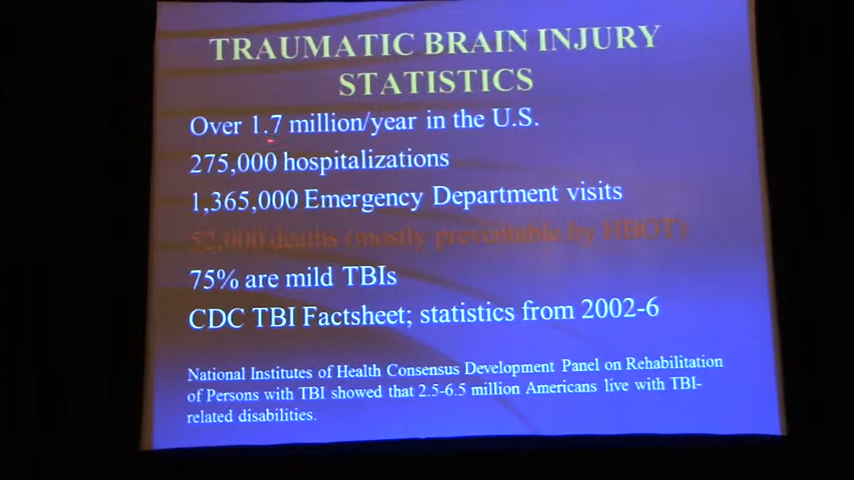 TRAUMATIC BRAIN INJURY
STATISTICS
Over 1.7 million/year in the U.S.
275,000 hospitalizations
1,365,000 Emergency Department visits
52,000 deaths (mostly preventable by HBOT)
75% are mild TBIs
CDC TBI Factsheet; statistics from 2002-6
National Institutes of Health Consensus Development Panel on Rehabilitation
of Persons with TBI showed that 2.5-6.5 million Americans live with TBI-
related disabilities.